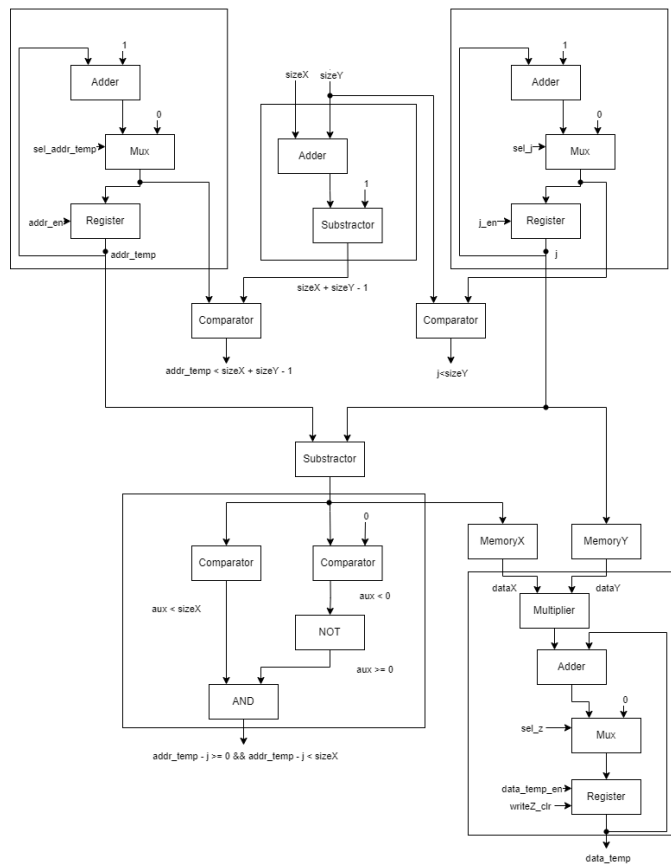 1
Adder
0
sel_addr_temp
Mux
addr_en
Register
addr_temp
sizeX
sizeY
Adder
1
Substractor
sizeX + sizeY - 1
1
Adder
0
sel_j
Mux
j_en
Register
j
Comparator
addr_temp < sizeX + sizeY - 1
Comparator
j<sizeY
Substractor
0
Comparator
Comparator
aux < sizeX
aux < 0
NOT
aux >= 0
AND
addr_temp - j >= 0 && addr_temp - j < sizeX
MemoryX
MemoryY
dataX
dataY
Multiplier
Adder
0
sel_z
Mux
data_temp_en
writeZ_clr
Register
data_temp